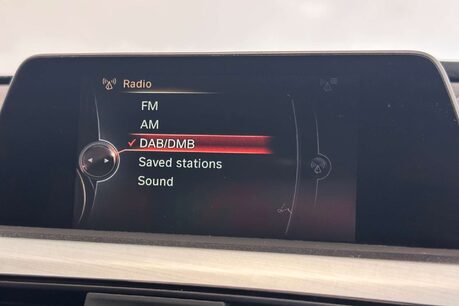 Radio
FM
AM
✓ DAB/DMB
Saved stations
Sound